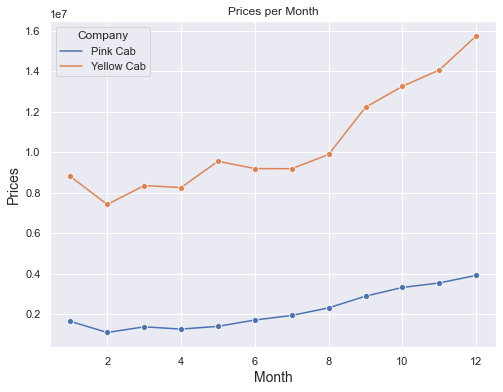 Prices per Month
1e7
Company
Pink Cab
Yellow Cab
1.6
1.4
1.2
1.0
0.8
0.6
0.4
0.2
Prices
2 4 6 8 10 12
Month